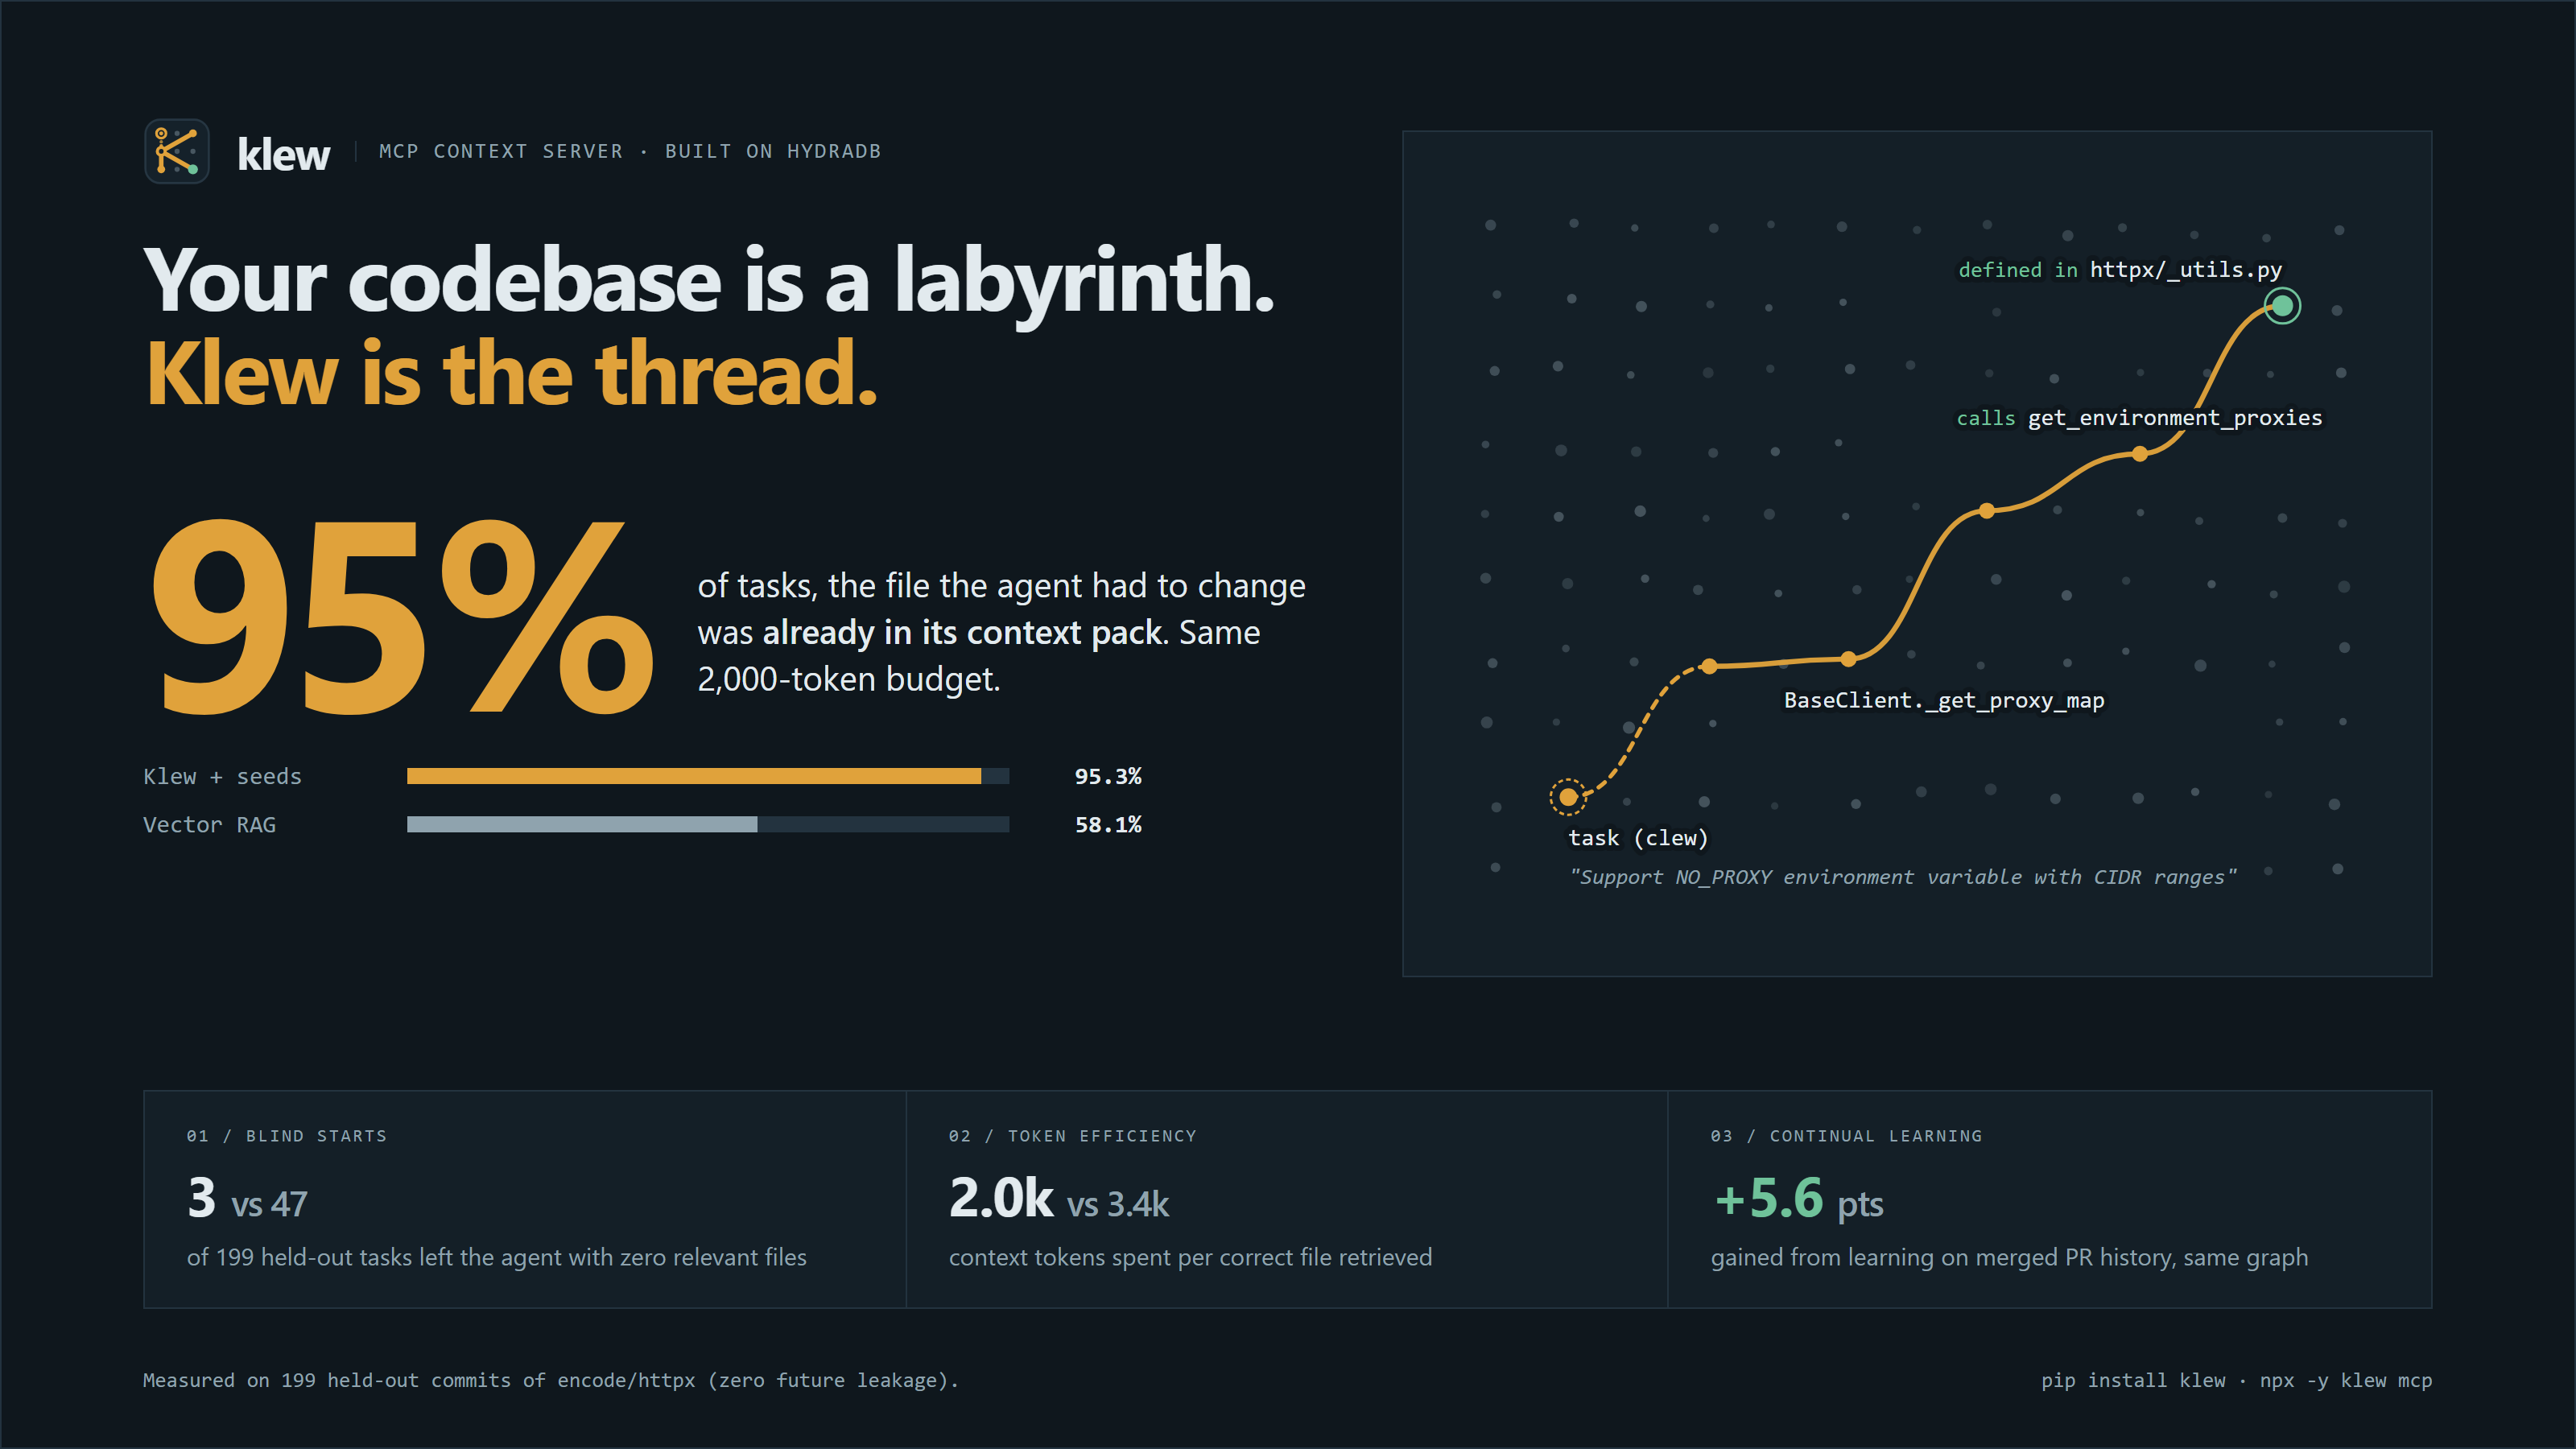 klew
MCP CONTEXT SERVER · BUILT ON HYDRADB
Your codebase is a labyrinth.
Klew is the thread.
95%
of tasks, the file the agent had to change
was already in its context pack. Same
2,000-token budget.
Klew + seeds 95.3%
Vector RAG 58.1%
defined in httpx/_utils.py
calls get_environment_proxies
BaseClient._get_proxy_map
task (clew)
"Support NO_PROXY environment variable with CIDR ranges"
01 / BLIND STARTS
3 vs 47
of 199 held-out tasks left the agent with zero relevant files
02 / TOKEN EFFICIENCY
2.0k vs 3.4k
context tokens spent per correct file retrieved
03 / CONTINUAL LEARNING
+5.6 pts
gained from learning on merged PR history, same graph
Measured on 199 held-out commits of encode/httpx (zero future leakage).
pip install klew · npx -y klew mcp